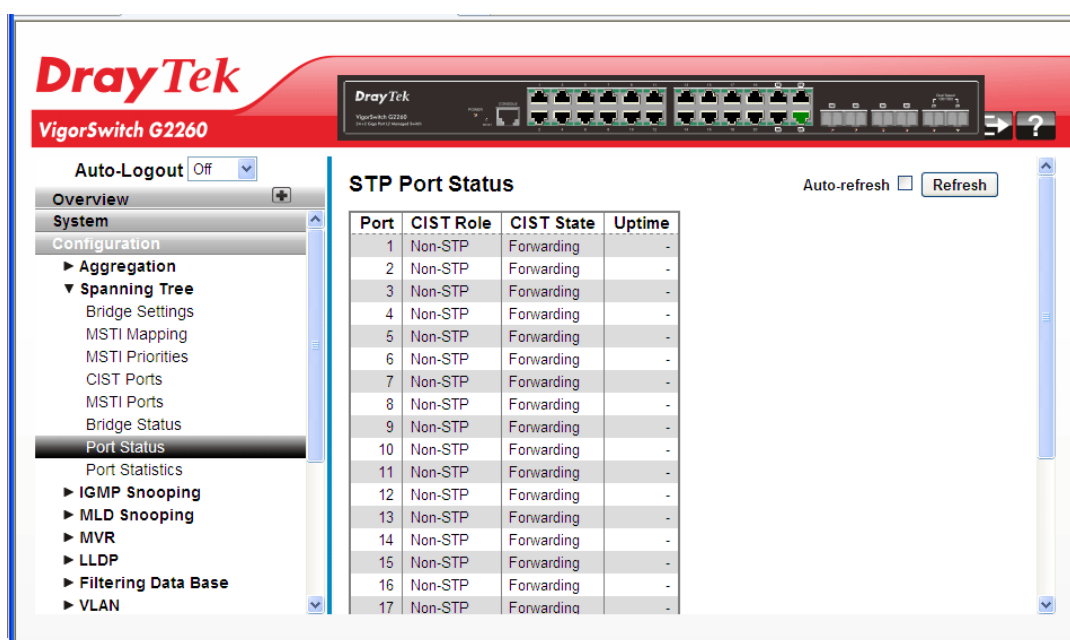 DrayTek
VigorSwitch G2260
DrayTek
VigorSwitch G2260
Auto-Logout Off
Overview
System
Configuration
Aggregation
Spanning Tree
Bridge Settings
MSTI Mapping
MSTI Priorities
CIST Ports
MSTI Ports
Bridge Status
Port Status
Port Statistics
IGMP Snooping
MLD Snooping
MVR
LLDP
Filtering Data Base
VLAN
STP Port Status
Auto-refresh Refresh
Port CIST Role CIST State Uptime
1 Non-STP Forwarding -
2 Non-STP Forwarding -
3 Non-STP Forwarding -
4 Non-STP Forwarding -
5 Non-STP Forwarding -
6 Non-STP Forwarding -
7 Non-STP Forwarding -
8 Non-STP Forwarding -
9 Non-STP Forwarding -
10 Non-STP Forwarding -
11 Non-STP Forwarding -
12 Non-STP Forwarding -
13 Non-STP Forwarding -
14 Non-STP Forwarding -
15 Non-STP Forwarding -
16 Non-STP Forwarding -
17 Non-STP Forwarding -